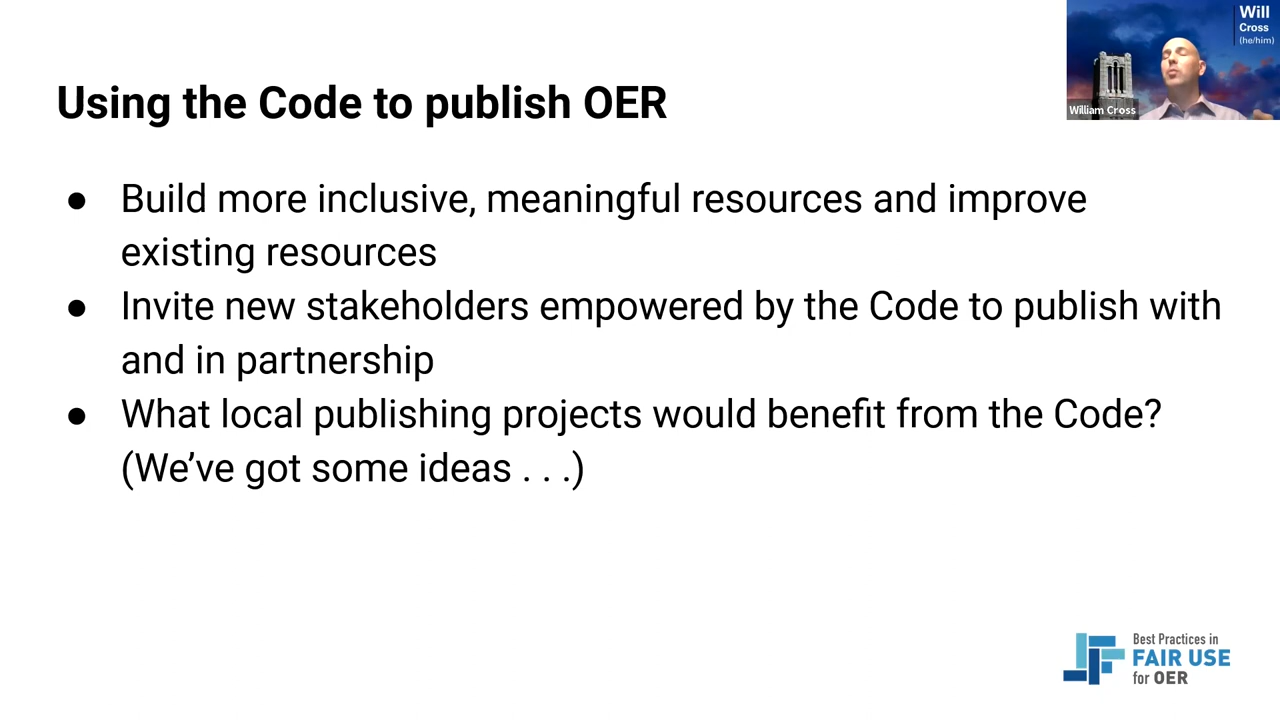 Will
Cross
(he/him)
William Cross
Using the Code to publish OER
● Build more inclusive, meaningful resources and improve
existing resources
● Invite new stakeholders empowered by the Code to publish with
and in partnership
● What local publishing projects would benefit from the Code?
(We’ve got some ideas . . .)
Best Practices in
FAIR USE
for OER